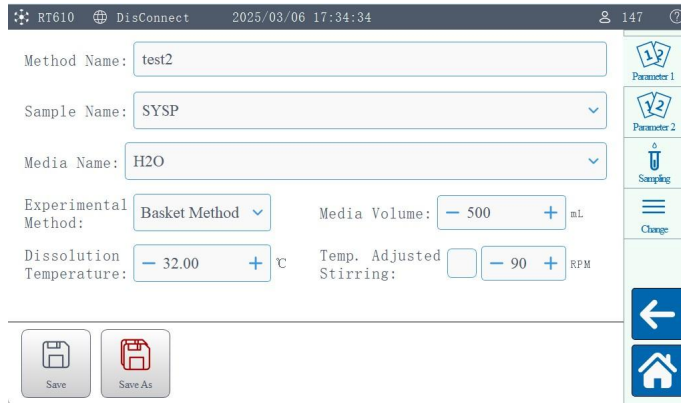 RT610 DisConnect 2025/03/06 17:34:34 147
Method Name: test2
Parameter 1
Sample Name: SYSP
Parameter 2
Media Name: H2O
Sampling
Experimental Method: Basket Method Media Volume: 500 mL
Change
Dissolution Temperature: 32.00 ℃ Temp. Adjusted Stirring: 90 RPM
Save Save As